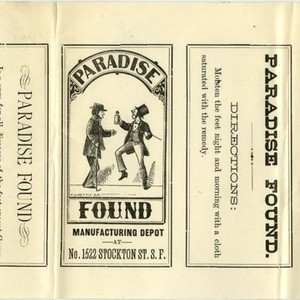 PARADISE FOUND
PARADISE
FOUND
MANUFACTURING DEPOT
AT
No. 1522 STOCKTON ST. S. F.
PARADISE FOUND.
DIRECTIONS:
Moisten the feet night and morning with a cloth
saturated with the remedy.